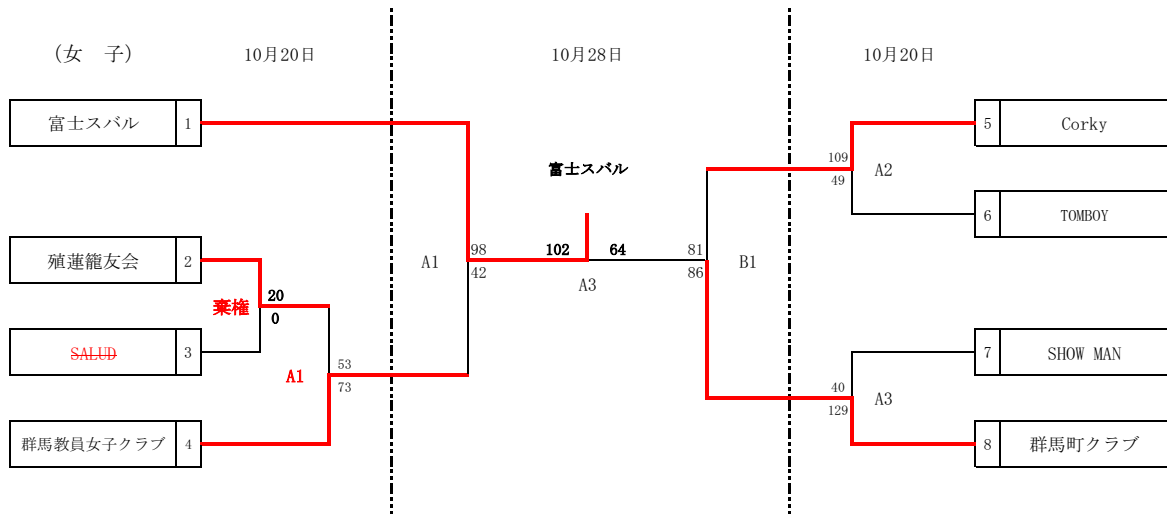 (女　子)
10月20日
10月28日
10月20日
富士スバル 1
5 Corky
109
A2
富士スバル
49
6 TOMBOY
殖蓮籠友会 2
98
102
64
81
A1
B1
42
86
A3
20
棄権
0
SALUD 3
7 SHOW MAN
53
A1
73
40
A3
129
群馬教員女子クラブ 4
8 群馬町クラブ